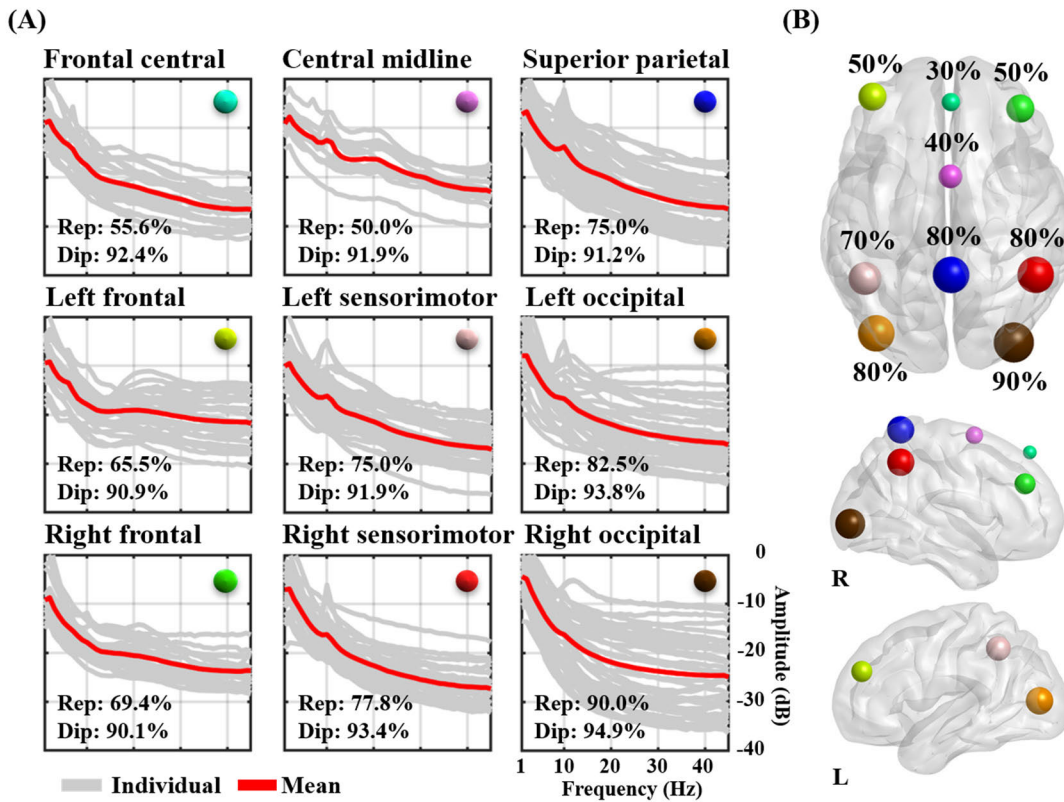 (A)
(B)
Frontal central
Central midline
Superior parietal
Rep: 55.6%
Dip: 92.4%
Rep: 50.0%
Dip: 91.9%
Rep: 75.0%
Dip: 91.2%
Left frontal
Left sensorimotor
Left occipital
Rep: 65.5%
Dip: 90.9%
Rep: 75.0%
Dip: 91.9%
Rep: 82.5%
Dip: 93.8%
Right frontal
Right sensorimotor
Right occipital
Rep: 69.4%
Dip: 90.1%
Rep: 77.8%
Dip: 93.4%
Rep: 90.0%
Dip: 94.9%
0
-10
-20
-30
-40
Amplitude (dB)
1 10 20 30 40
Frequency (Hz)
Individual Mean
50% 30% 50%
40%
70% 80% 80%
80% 90%
R
L